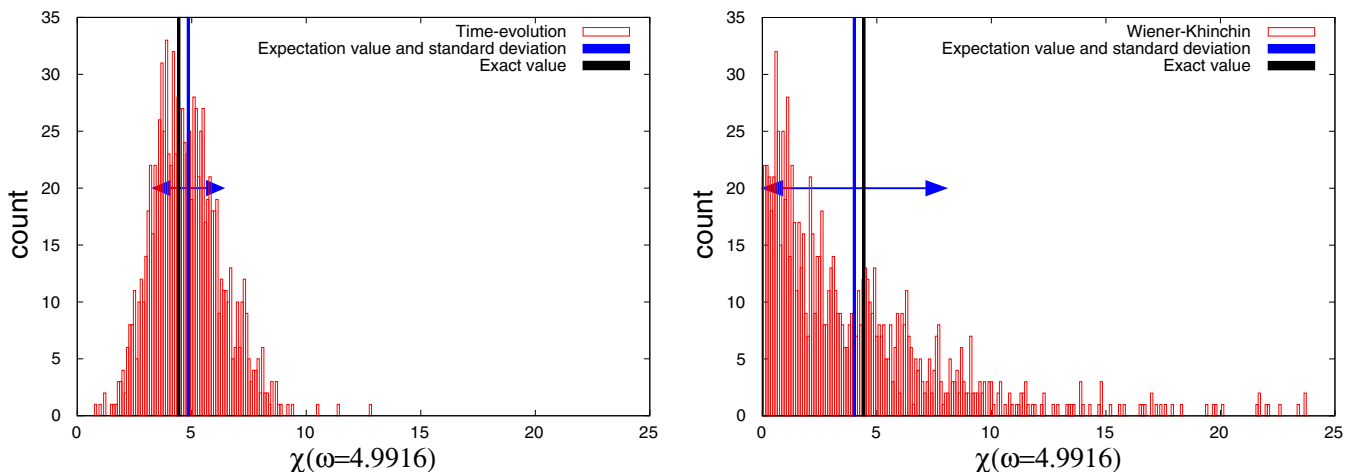 Time-evolution
Expectation value and standard deviation
Exact value
35
30
25
20
15
10
5
0
count
0 5 10 15 20 25
χ(ω=4.9916)
Wiener-Khinchin
Expectation value and standard deviation
Exact value
35
30
25
20
15
10
5
0
count
0 5 10 15 20 25
χ(ω=4.9916)